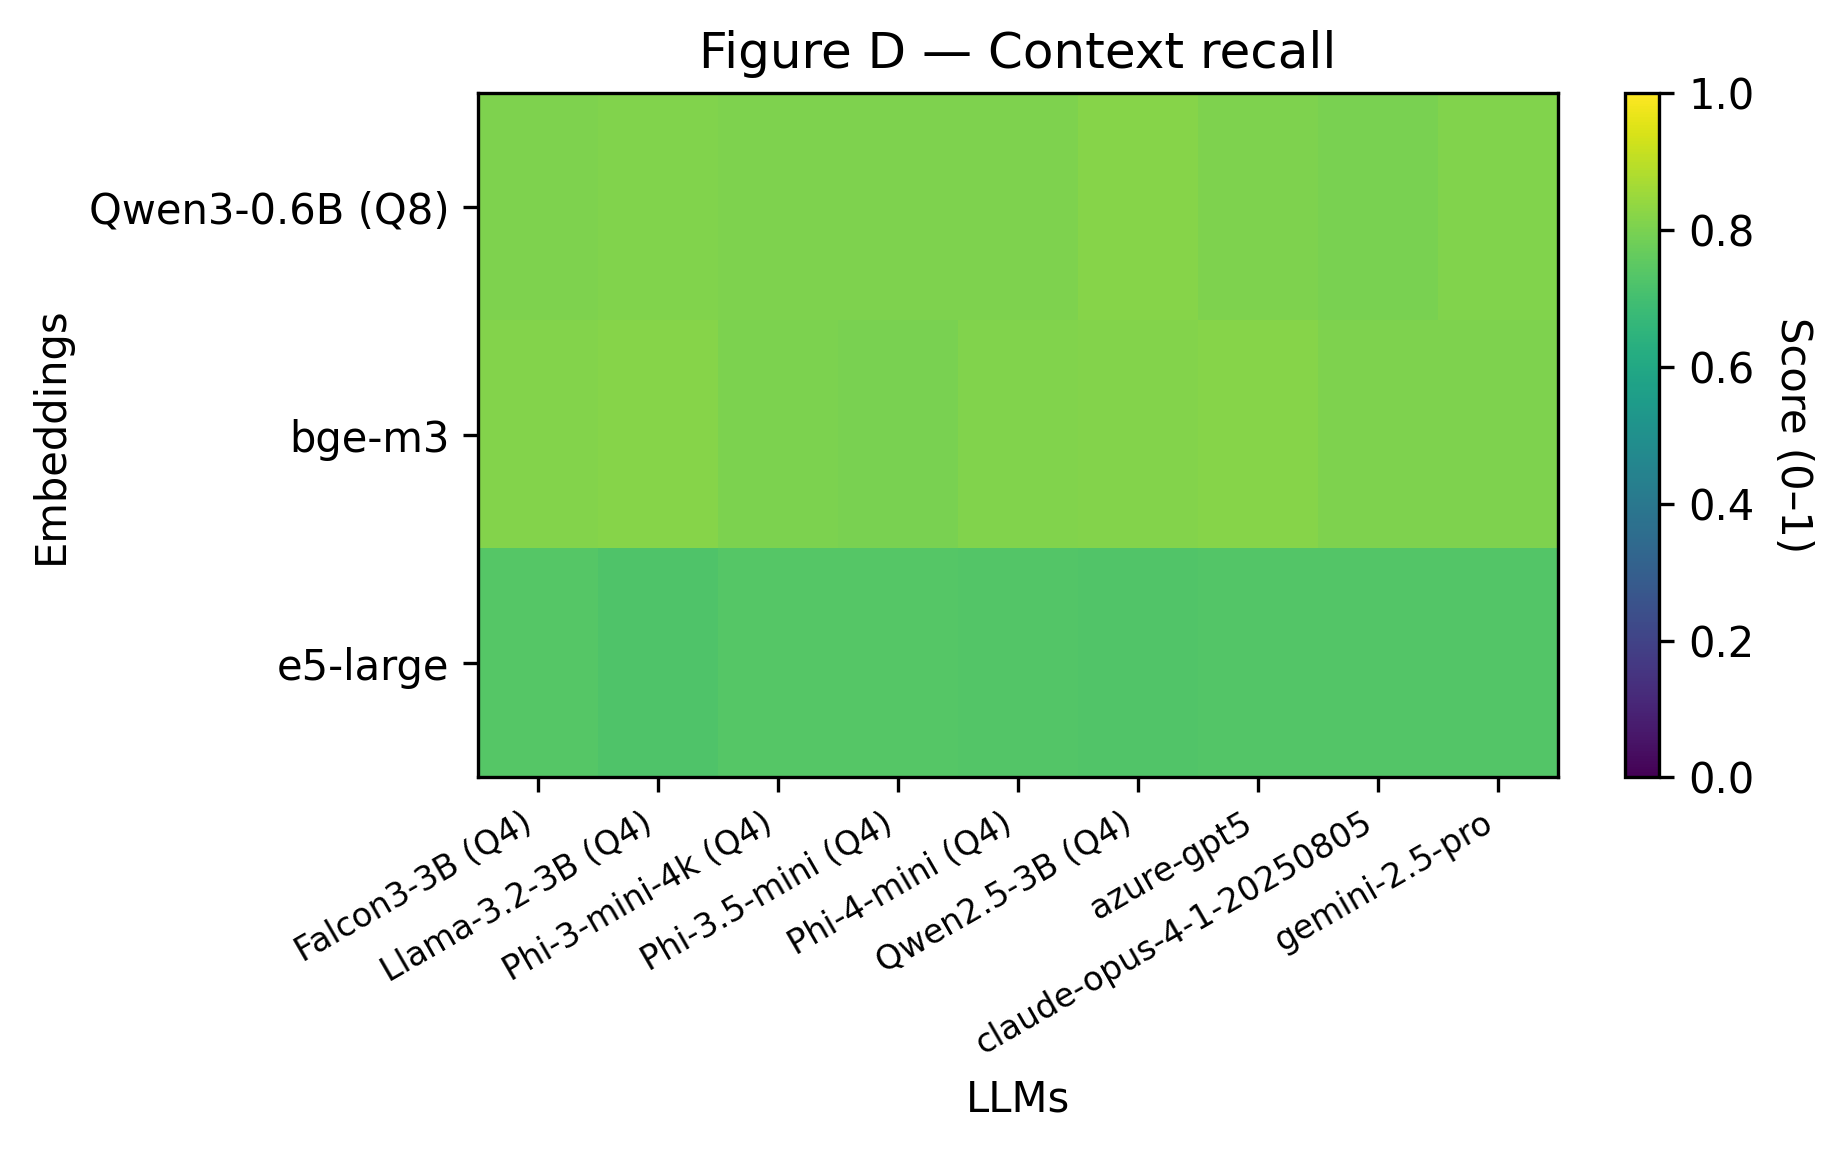 Figure D — Context recall
Embeddings
Qwen3-0.6B (Q8)
bge-m3
e5-large
Falcon3-3B (Q4)
Llama-3.2-3B (Q4)
Phi-3-mini-4k (Q4)
Phi-3.5-mini (Q4)
Phi-4-mini (Q4)
Qwen2.5-3B (Q4)
azure-gpt5
claude-opus-4-1-20250805
gemini-2.5-pro
LLMs
1.0
0.8
0.6
0.4
0.2
0.0
Score (0–1)